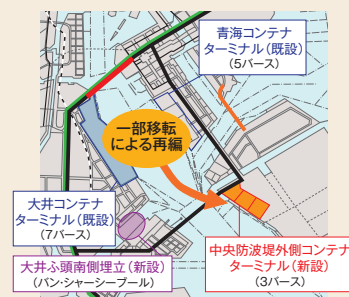 青海コンテナ
ターミナル（既設）
（5バース）
一部移転
による再編
大井コンテナ
ターミナル（既設）
（7バース）
大井ふ頭南側埋立（新設）
（バン・シャーシープール）
中央防波堤外側コンテナ
ターミナル（新設）
（3バース）